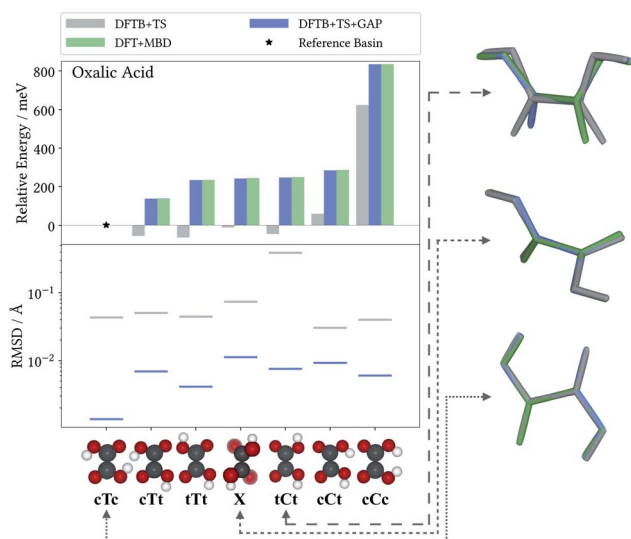 DFTB+TS
DFTB+TS+GAP
DFT+MBD
Reference Basin
Oxalic Acid
Relative Energy / meV
800
600
400
200
0
RMSD / Å
10⁻¹
10⁻²
cTc cTt tTt X tCt cCt cCc